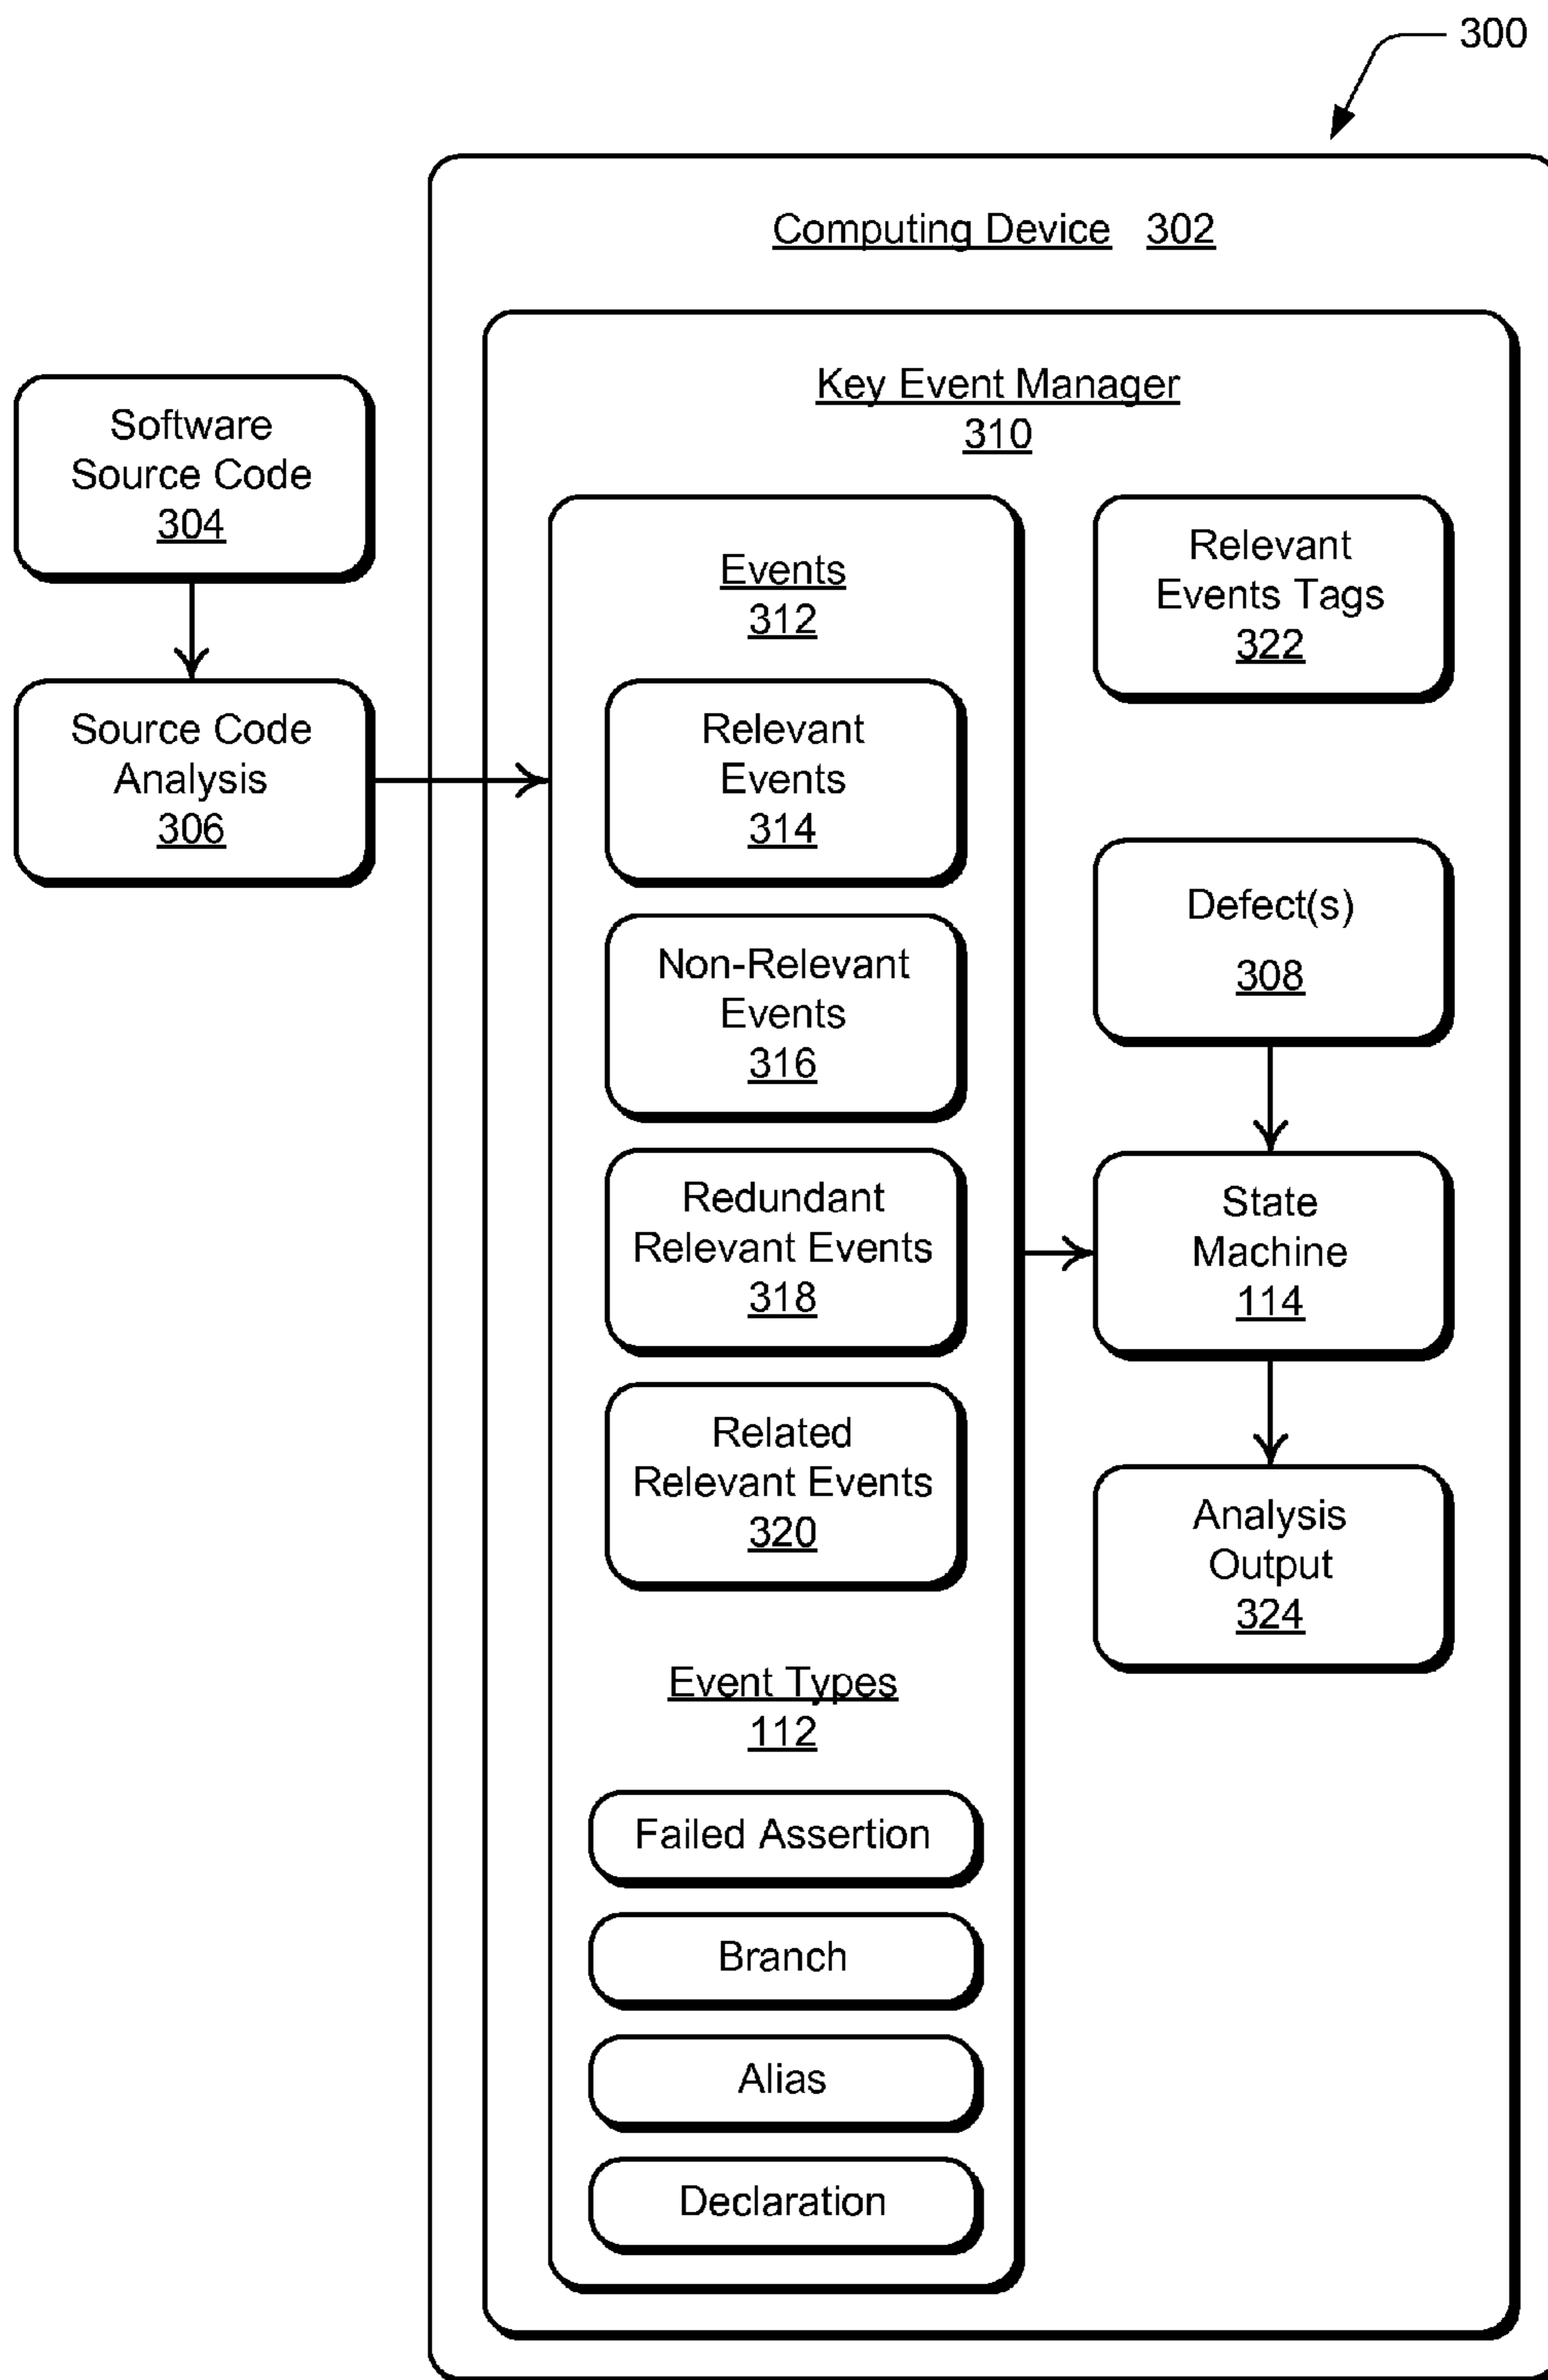 300
Computing Device 302
Key Event Manager
310
Software
Source Code
304
Source Code
Analysis
306
Events
312
Relevant
Events
314
Non-Relevant
Events
316
Redundant
Relevant Events
318
Related
Relevant Events
320
Event Types
112
Failed Assertion
Branch
Alias
Declaration
Relevant
Events Tags
322
Defect(s)
308
State
Machine
114
Analysis
Output
324